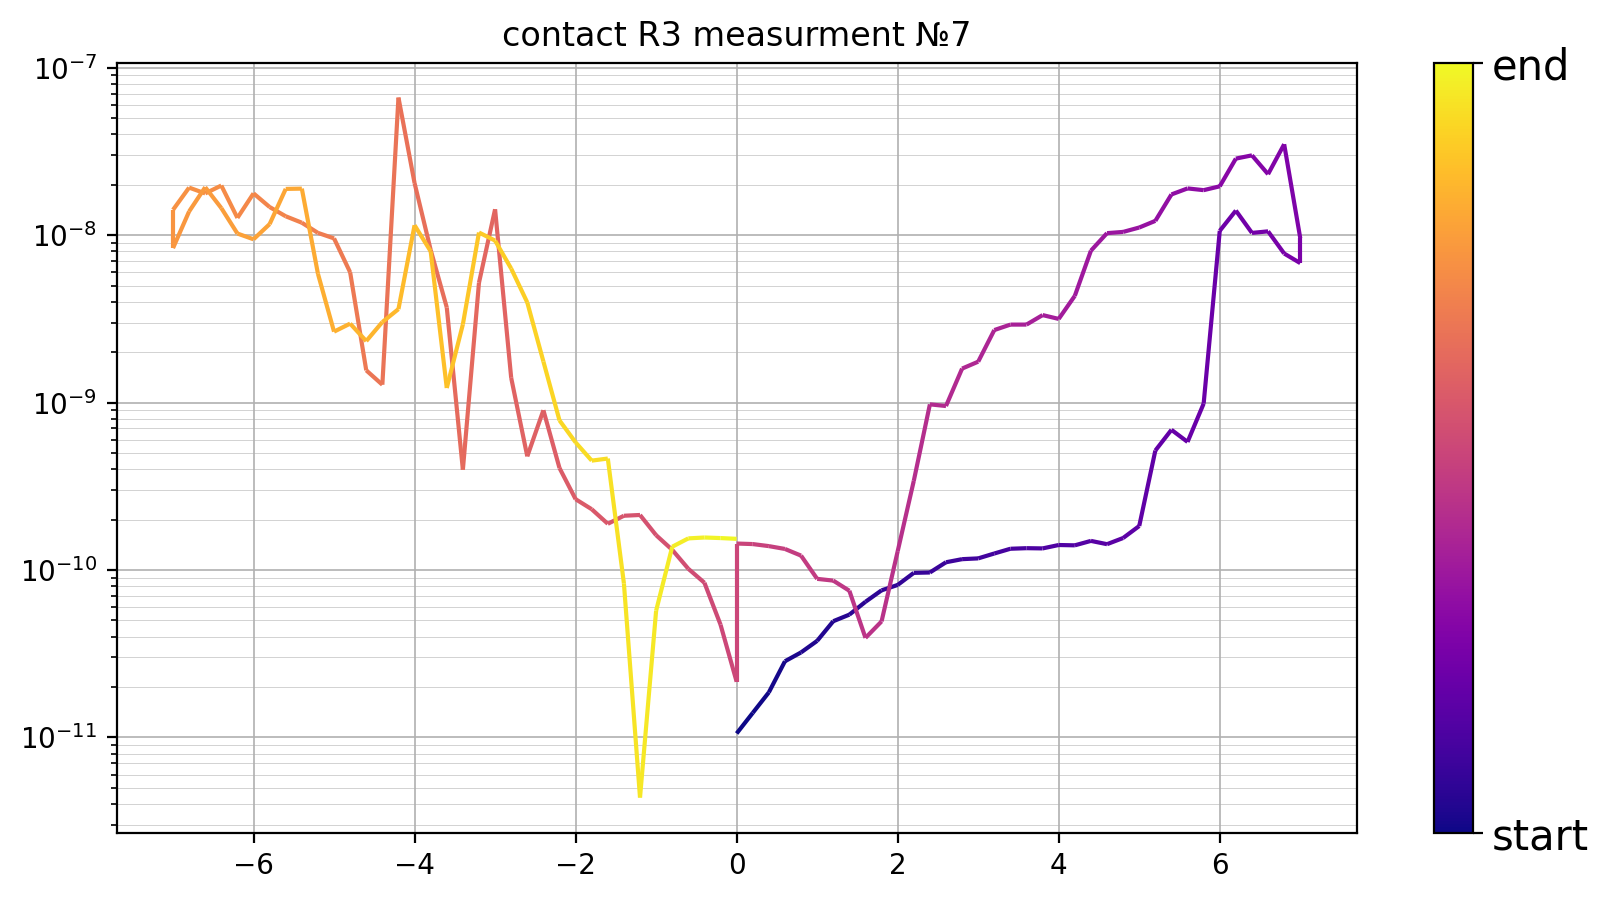 contact R3 measurment №7
10⁻⁷
10⁻⁸
10⁻⁹
10⁻¹⁰
10⁻¹¹
−6 −4 −2 0 2 4 6
end
start